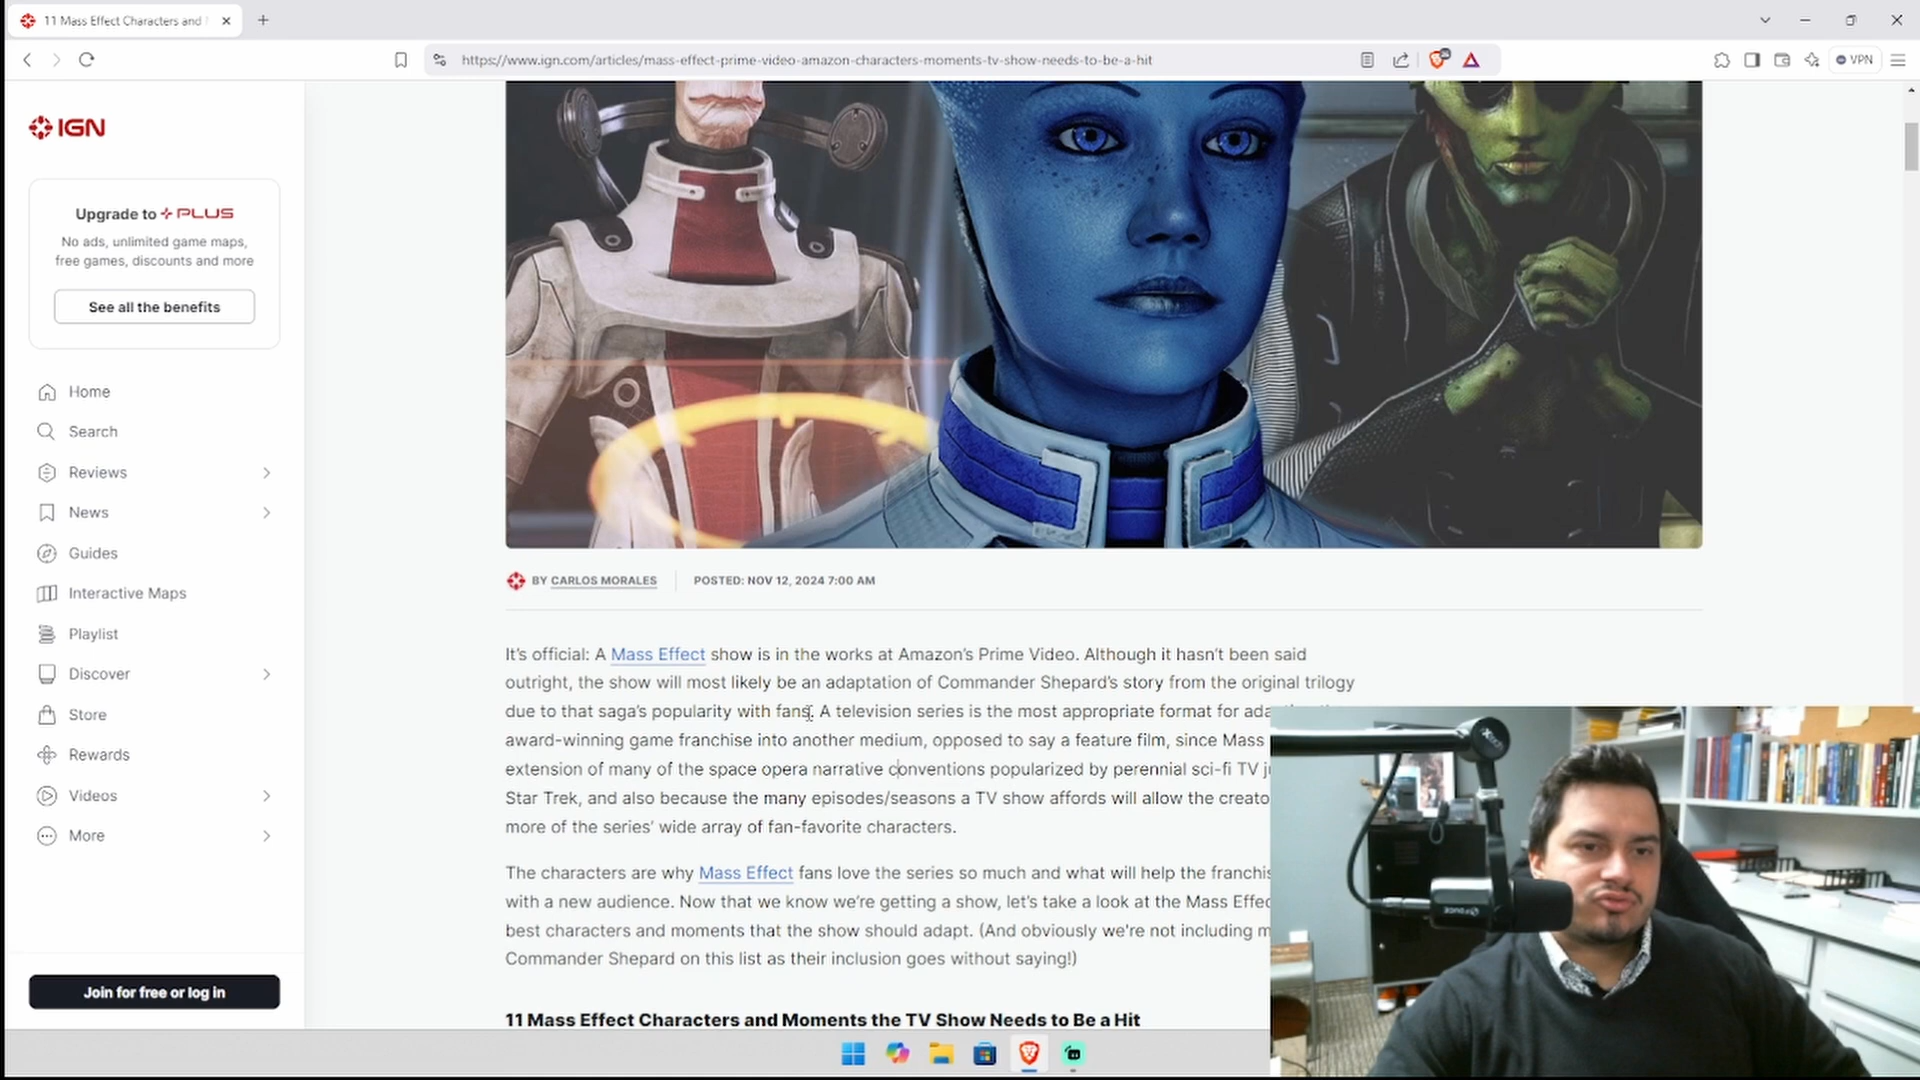 11 Mass Effect Characters and
https://www.ign.com/articles/mass-effect-prime-video-amazon-characters-moments-tv-show-needs-to-be-a-hit
VPN
IGN
Upgrade to PLUS
No ads, unlimited game maps,
free games, discounts and more
See all the benefits
Home
Search
Reviews
News
Guides
Interactive Maps
Playlist
Discover
Store
Rewards
Videos
More
Join for free or log in
BY CARLOS MORALES
POSTED: NOV 12, 2024 7:00 AM
It's official: A Mass Effect show is in the works at Amazon's Prime Video. Although it hasn't been said
outright, the show will most likely be an adaptation of Commander Shepard's story from the original trilogy
due to that saga's popularity with fans. A television series is the most appropriate format for
award-winning game franchise into another medium, opposed to say a feature film, since Mass
extension of many of the space opera narrative conventions popularized by perennial sci-fi TV
Star Trek, and also because the many episodes/seasons a TV show affords will allow the
more of the series' wide array of fan-favorite characters.
The characters are why Mass Effect fans love the series so much and what will help the
with a new audience. Now that we know we're getting a show, let's take a look at the Mass
best characters and moments that the show should adapt. (And obviously we're not including
Commander Shepard on this list as their inclusion goes without saying!)
11 Mass Effect Characters and Moments the TV Show Needs to Be a Hit